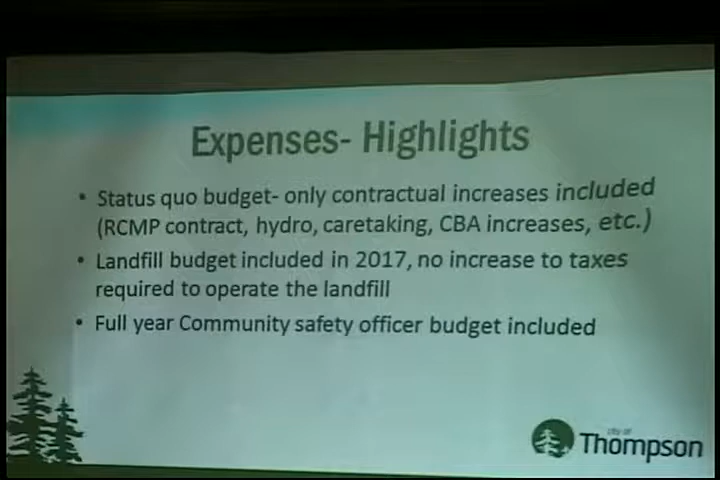 Expenses- Highlights
• Status quo budget- only contractual increases included
(RCMP contract, hydro, caretaking, CBA increases, etc.)
• Landfill budget included in 2017, no increase to taxes
required to operate the landfill
• Full year Community safety officer budget included
city of
Thompson